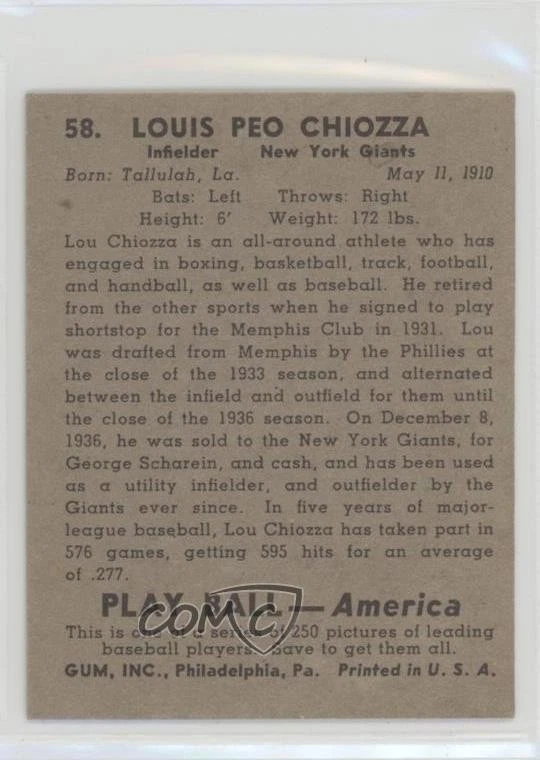 58. LOUIS PEO CHIOZZA
Infielder New York Giants
Born: Tallulah, La. May 11, 1910
Bats: Left Throws: Right
Height: 6' Weight: 172 lbs.
Lou Chiozza is an all-around athlete who has
engaged in boxing, basketball, track, football,
and handball, as well as baseball. He retired
from the other sports when he signed to play
shortstop for the Memphis Club in 1931. Lou
was drafted from Memphis by the Phillies at
the close of the 1933 season, and alternated
between the infield and outfield for them until
the close of the 1936 season. On December 8,
1936, he was sold to the New York Giants, for
George Scharein, and cash, and has been used
as a utility infielder, and outfielder by the
Giants ever since. In five years of major-
league baseball, Lou Chiozza has taken part in
576 games, getting 595 hits for an average
of .277.
PLAY BALL — America
COMC
This is one of a series of 250 pictures of leading
baseball players. Save to get them all.
GUM, INC., Philadelphia, Pa. Printed in U. S. A.